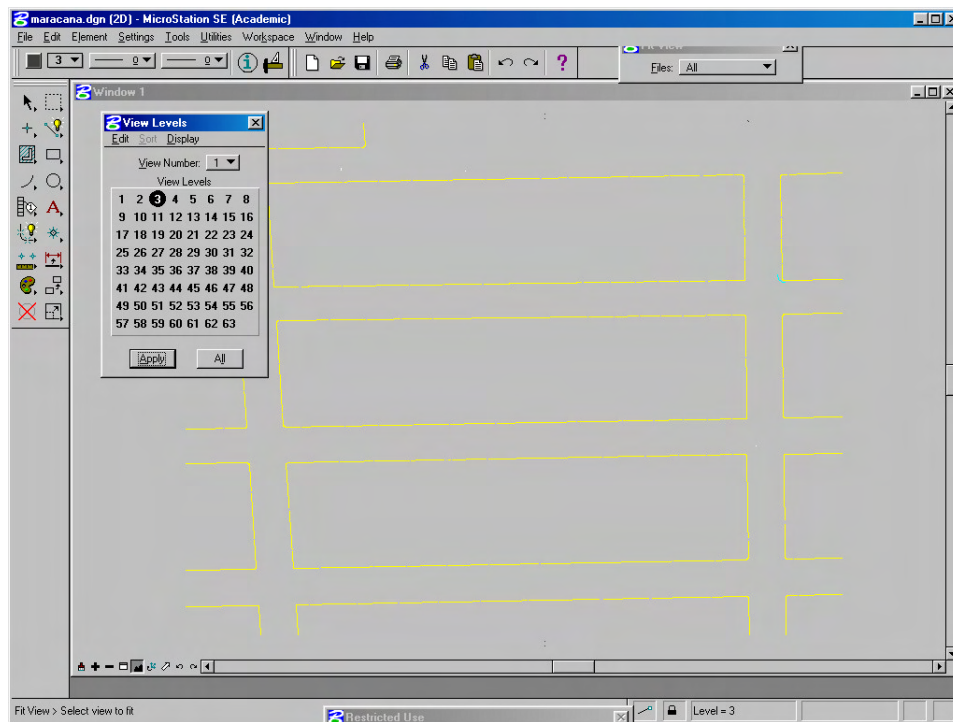 maracana.dgn (2D) - MicroStation SE (Academic)
File Edit Element Settings Tools Utilities Workspace Window Help
3 0 0
Fit View
Files: All
Window 1
View Levels
Edit Sort Display
View Number: 1
View Levels
1 2 3 4 5 6 7 8
9 10 11 12 13 14 15 16
17 18 19 20 21 22 23 24
25 26 27 28 29 30 31 32
33 34 35 36 37 38 39 40
41 42 43 44 45 46 47 48
49 50 51 52 53 54 55 56
57 58 59 60 61 62 63
Apply All
Fit View > Select view to fit
Restricted Use
Level = 3